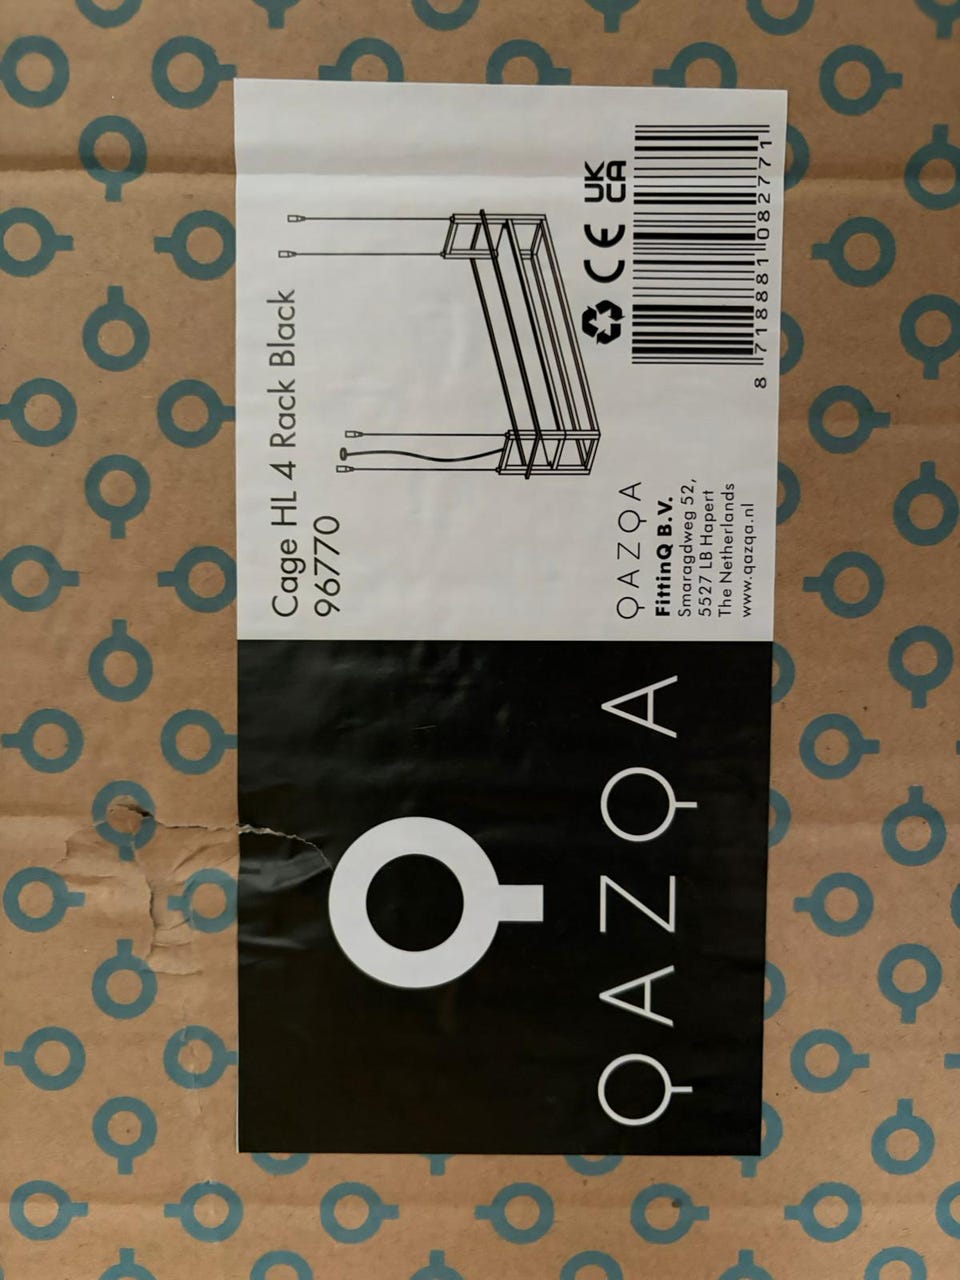 Cage HL 4 Rack Black
96770
UK
CA
CE
8 718881 082771
QAZQA
FittinQ B.V.
Smaragdweg 52,
5527 LB Hapert
The Netherlands
www.qazqa.nl
QAZQA